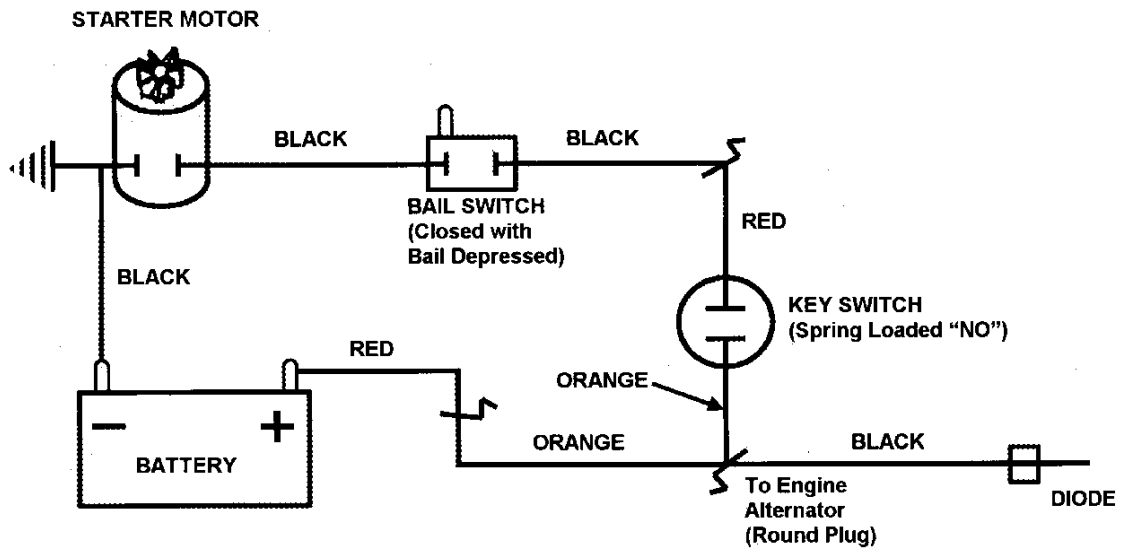 STARTER MOTOR
BLACK
BLACK
BAIL SWITCH
(Closed with
Bail Depressed)
RED
BLACK
KEY SWITCH
(Spring Loaded “NO”)
RED
ORANGE
ORANGE
BLACK
− +
BATTERY
To Engine
Alternator
(Round Plug)
DIODE